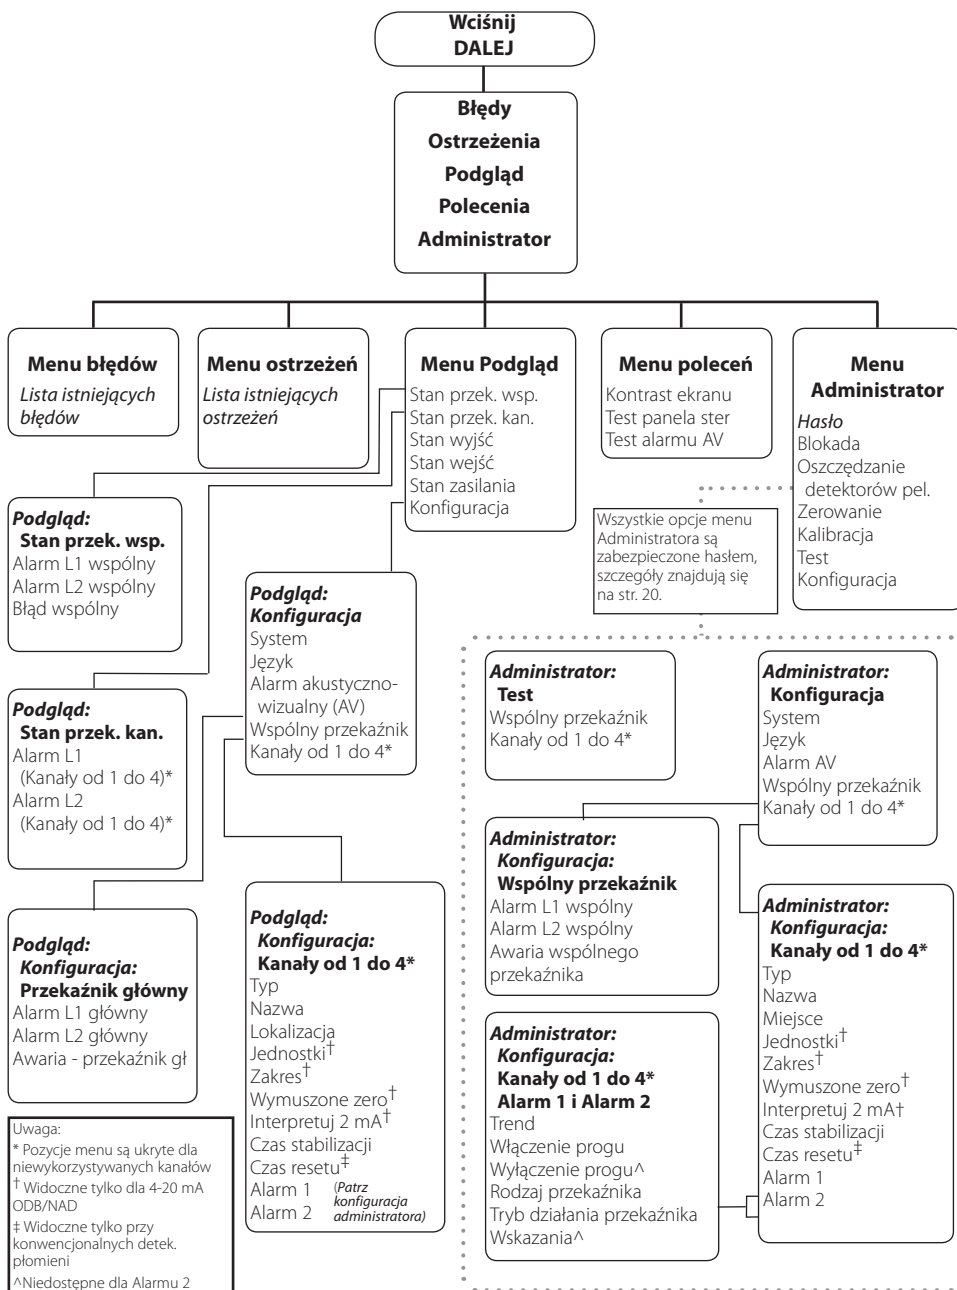 Wciśnij
DALEJ
Błędy
Ostrzeżenia
Podgląd
Polecenia
Administrator
Menu błędów
Lista istniejących
błędów
Menu ostrzeżeń
Lista istniejących
ostrzeżeń
Menu Podgląd
Stan przek. wsp.
Stan przek. kan.
Stan wyjść
Stan wejść
Stan zasilania
Konfiguracja
Menu poleceń
Kontrast ekranu
Test panela ster
Test alarmu AV
Menu
Administrator
Hasło
Blokada
Oszczędzanie
detektorów pel.
Zerowanie
Kalibracja
Test
Konfiguracja
Wszystkie opcje menu
Administratora są
zabezpieczone hasłem,
szczegóły znajdują się
na str. 20.
Podgląd:
Stan przek. wsp.
Alarm L1 wspólny
Alarm L2 wspólny
Błąd wspólny
Podgląd:
Konfiguracja
System
Język
Alarm akustyczno-
wizualny (AV)
Wspólny przekaźnik
Kanały od 1 do 4*
Podgląd:
Stan przek. kan.
Alarm L1
(Kanały od 1 do 4)*
Alarm L2
(Kanały od 1 do 4)*
Administrator:
Test
Wspólny przekaźnik
Kanały od 1 do 4*
Administrator:
Konfiguracja
System
Język
Alarm AV
Wspólny przekaźnik
Kanały od 1 do 4*
Administrator:
Konfiguracja:
Wspólny przekaźnik
Alarm L1 wspólny
Alarm L2 wspólny
Awaria wspólnego
przekaźnika
Podgląd:
Konfiguracja:
Przekaźnik główny
Alarm L1 główny
Alarm L2 główny
Awaria - przekaźnik gł
Podgląd:
Konfiguracja:
Kanały od 1 do 4*
Typ
Nazwa
Lokalizacja
Jednostki†
Zakres†
Wymuszone zero†
Interpretuj 2 mA†
Czas stabilizacji
Czas resetu‡
Alarm 1 (Patrz
konfiguracja
Alarm 2 administratora)
Administrator:
Konfiguracja:
Kanały od 1 do 4*
Alarm 1 i Alarm 2
Trend
Włączenie progu
Wyłączenie progu^
Rodzaj przekaźnika
Tryb działania przekaźnika
Wskazania^
Administrator:
Konfiguracja:
Kanały od 1 do 4*
Typ
Nazwa
Miejsce
Jednostki†
Zakres†
Wymuszone zero†
Interpretuj 2 mA†
Czas stabilizacji
Czas resetu‡
Alarm 1
Alarm 2
Uwaga:
* Pozycje menu są ukryte dla
niewykorzystywanych kanałów
† Widoczne tylko dla 4-20 mA
ODB/NAD
‡ Widoczne tylko przy
konwencjonalnych detek.
płomieni
^Niedostępne dla Alarmu 2